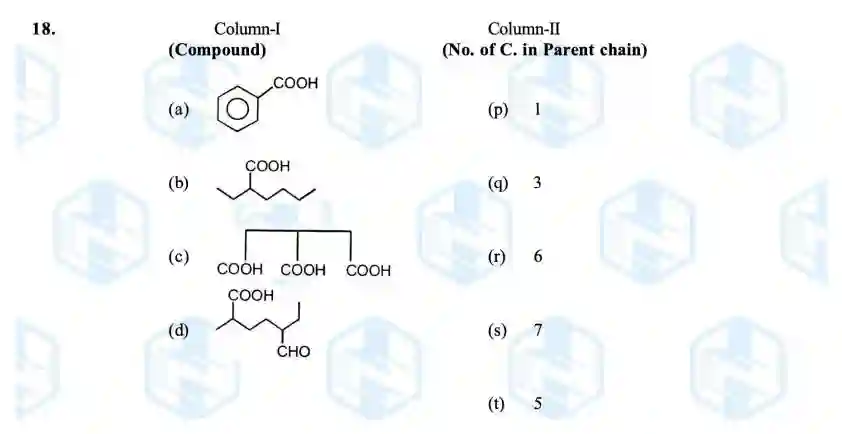 18. Column-I Column-II
(Compound) (No. of C. in Parent chain)
COOH
(a) (p) 1
COOH
(b) (q) 3
(c) (r) 6
COOH COOH COOH
COOH
(d) (s) 7
CHO
(t) 5